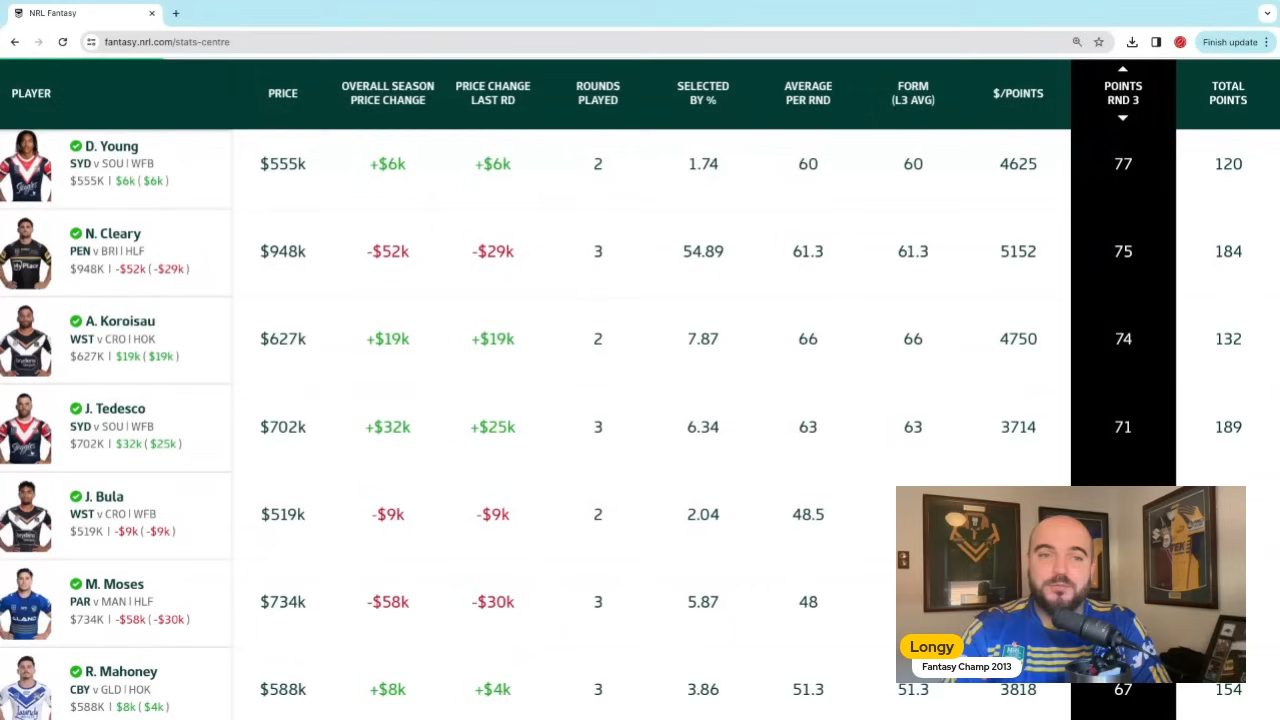 NRL Fantasy
fantasy.nrl.com/stats-centre
Finish update
PLAYER
PRICE
OVERALL SEASON
PRICE CHANGE
PRICE CHANGE
LAST RD
ROUNDS
PLAYED
SELECTED
BY %
AVERAGE
PER RND
FORM
(L3 AVG)
$/POINTS
POINTS
RND 3
TOTAL
POINTS
D. Young
SYD v SOU | WFB
$555K | $6k ( $6k )
$555k +$6k +$6k 2 1.74 60 60 4625 77 120
N. Cleary
PEN v BRI | HLF
$948K | -$52k ( -$29k )
$948k -$52k -$29k 3 54.89 61.3 61.3 5152 75 184
A. Koroisau
WST v CRO | HOK
$627K | $19k ( $19k )
$627k +$19k +$19k 2 7.87 66 66 4750 74 132
J. Tedesco
SYD v SOU | WFB
$702K | $32k ( $25k )
$702k +$32k +$25k 3 6.34 63 63 3714 71 189
J. Bula
WST v CRO | WFB
$519K | -$9k ( -$9k )
$519k -$9k -$9k 2 2.04 48.5
M. Moses
PAR v MAN | HLF
$734K | -$58k ( -$30k )
$734k -$58k -$30k 3 5.87 48
R. Mahoney
CBY v GLD | HOK
$588K | $8k ( $4k )
$588k +$8k +$4k 3 3.86 51.3 51.3 3818 67 154
Longy
Fantasy Champ 2013